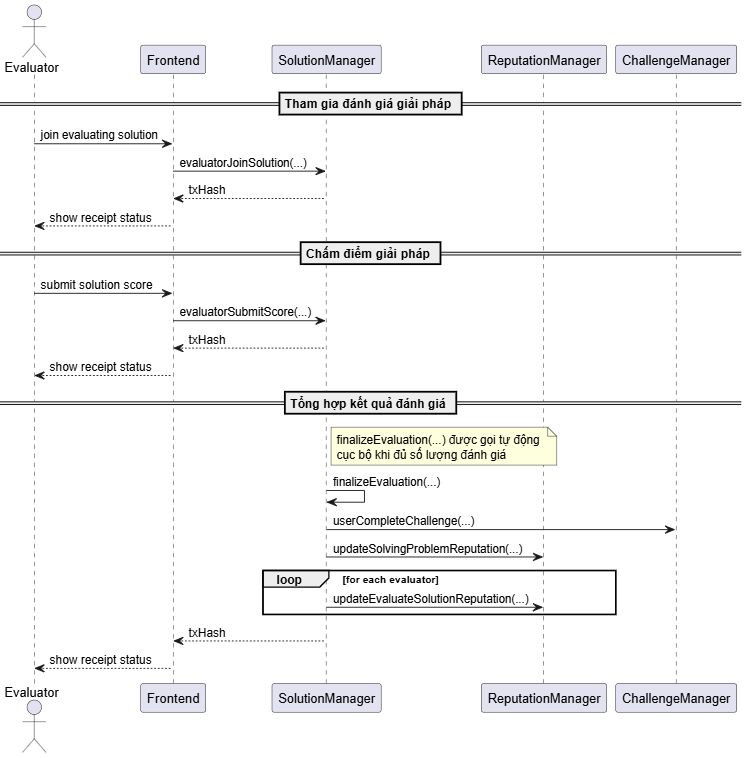 Evaluator
Frontend
SolutionManager
ReputationManager
ChallengeManager
Tham gia đánh giá giải pháp
join evaluating solution
evaluatorJoinSolution(...)
txHash
show receipt status
Chấm điểm giải pháp
submit solution score
evaluatorSubmitScore(...)
txHash
show receipt status
Tổng hợp kết quả đánh giá
finalizeEvaluation(...) được gọi tự động
cục bộ khi đủ số lượng đánh giá
finalizeEvaluation(...)
userCompleteChallenge(...)
updateSolvingProblemReputation(...)
loop
[for each evaluator]
updateEvaluateSolutionReputation(...)
txHash
show receipt status
Evaluator
Frontend
SolutionManager
ReputationManager
ChallengeManager